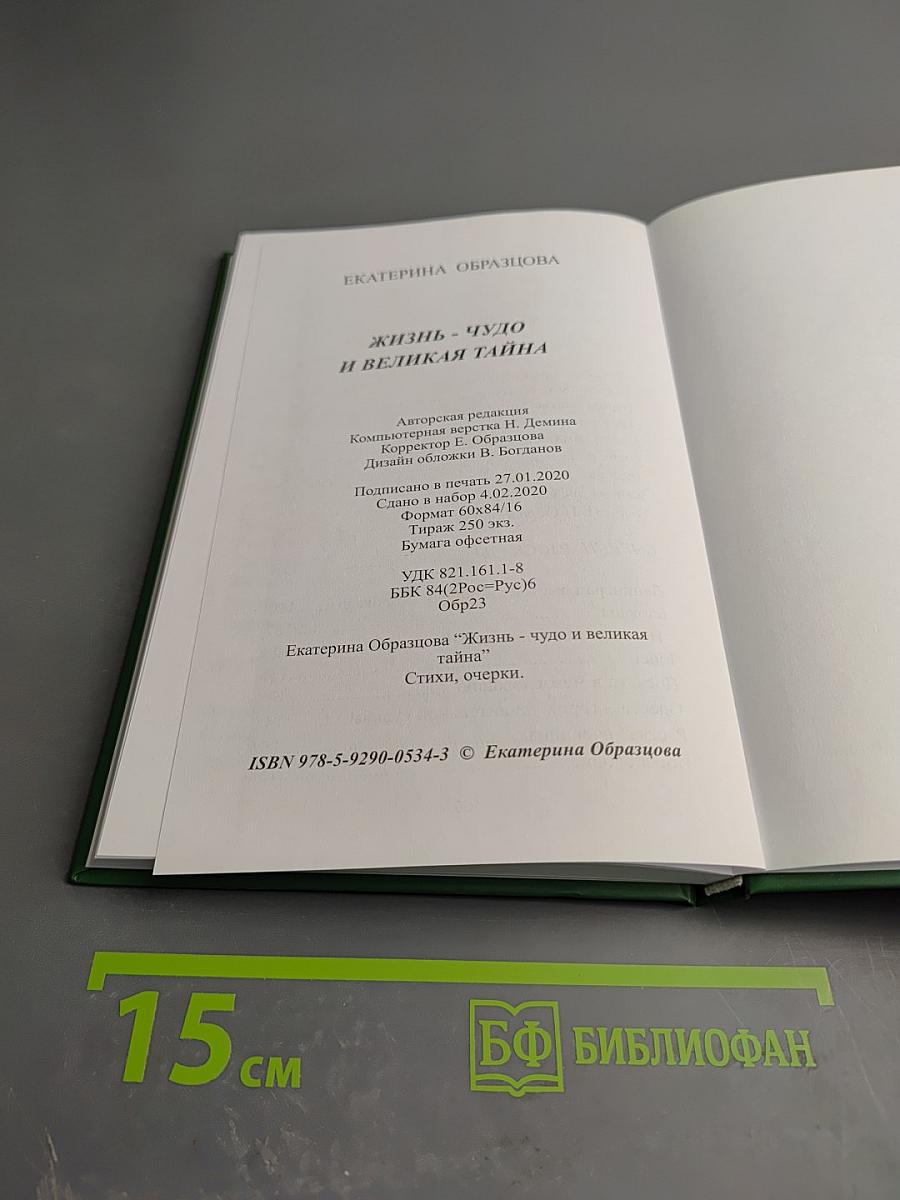 ЕКАТЕРИНА ОБРАЗЦОВА
ЖИЗНЬ - ЧУДО
И ВЕЛИКАЯ ТАЙНА
Авторская редакция
Компьютерная верстка Н. Демина
Корректор Е. Образцова
Дизайн обложки В. Богданов
Подписано в печать 27.01.2020
Сдано в набор 4.02.2020
Формат 60х84/16
Тираж 250 экз.
Бумага офсетная
УДК 821.161.1-8
ББК 84(2Рос=Рус)6
Обр23
Екатерина Образцова “Жизнь - чудо и великая
тайна”
Стихи, очерки.
ISBN 978-5-9290-0534-3 © Екатерина Образцова
15 см
БФ БИБЛИОФАН